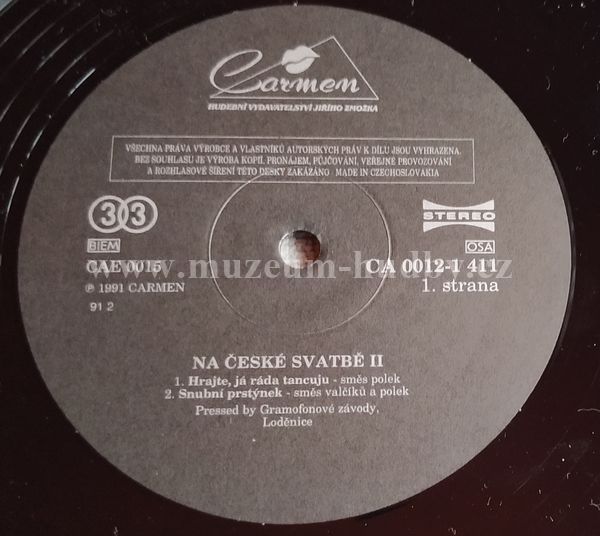 Carmen
HUDEBNÍ VYDAVATELSTVÍ JIŘÍHO ZMOŽKA
VŠECHNA PRÁVA VÝROBCE A VLASTNÍKŮ AUTORSKÝCH PRÁV K DÍLU JSOU VYHRAZENA.
BEZ SOUHLASU JE VÝROBA KOPIÍ, PRONÁJEM, PŮJČOVÁNÍ, VEŘEJNÉ PROVOZOVÁNÍ
A ROZHLASOVÉ ŠÍŘENÍ TÉTO DESKY ZAKÁZÁNO MADE IN CZECHOSLOVAKIA
33 STEREO
BIEM OSA
CAE 0015 CA 0012-1 411
www.muzeum-hudby.cz
℗ 1991 CARMEN 1. strana
91 2
NA ČESKÉ SVATBĚ II
1. Hrajte, já ráda tancuju - směs polek
2. Snubní prstýnek - směs valčíků a polek
Pressed by Gramofonové závody,
Loděnice